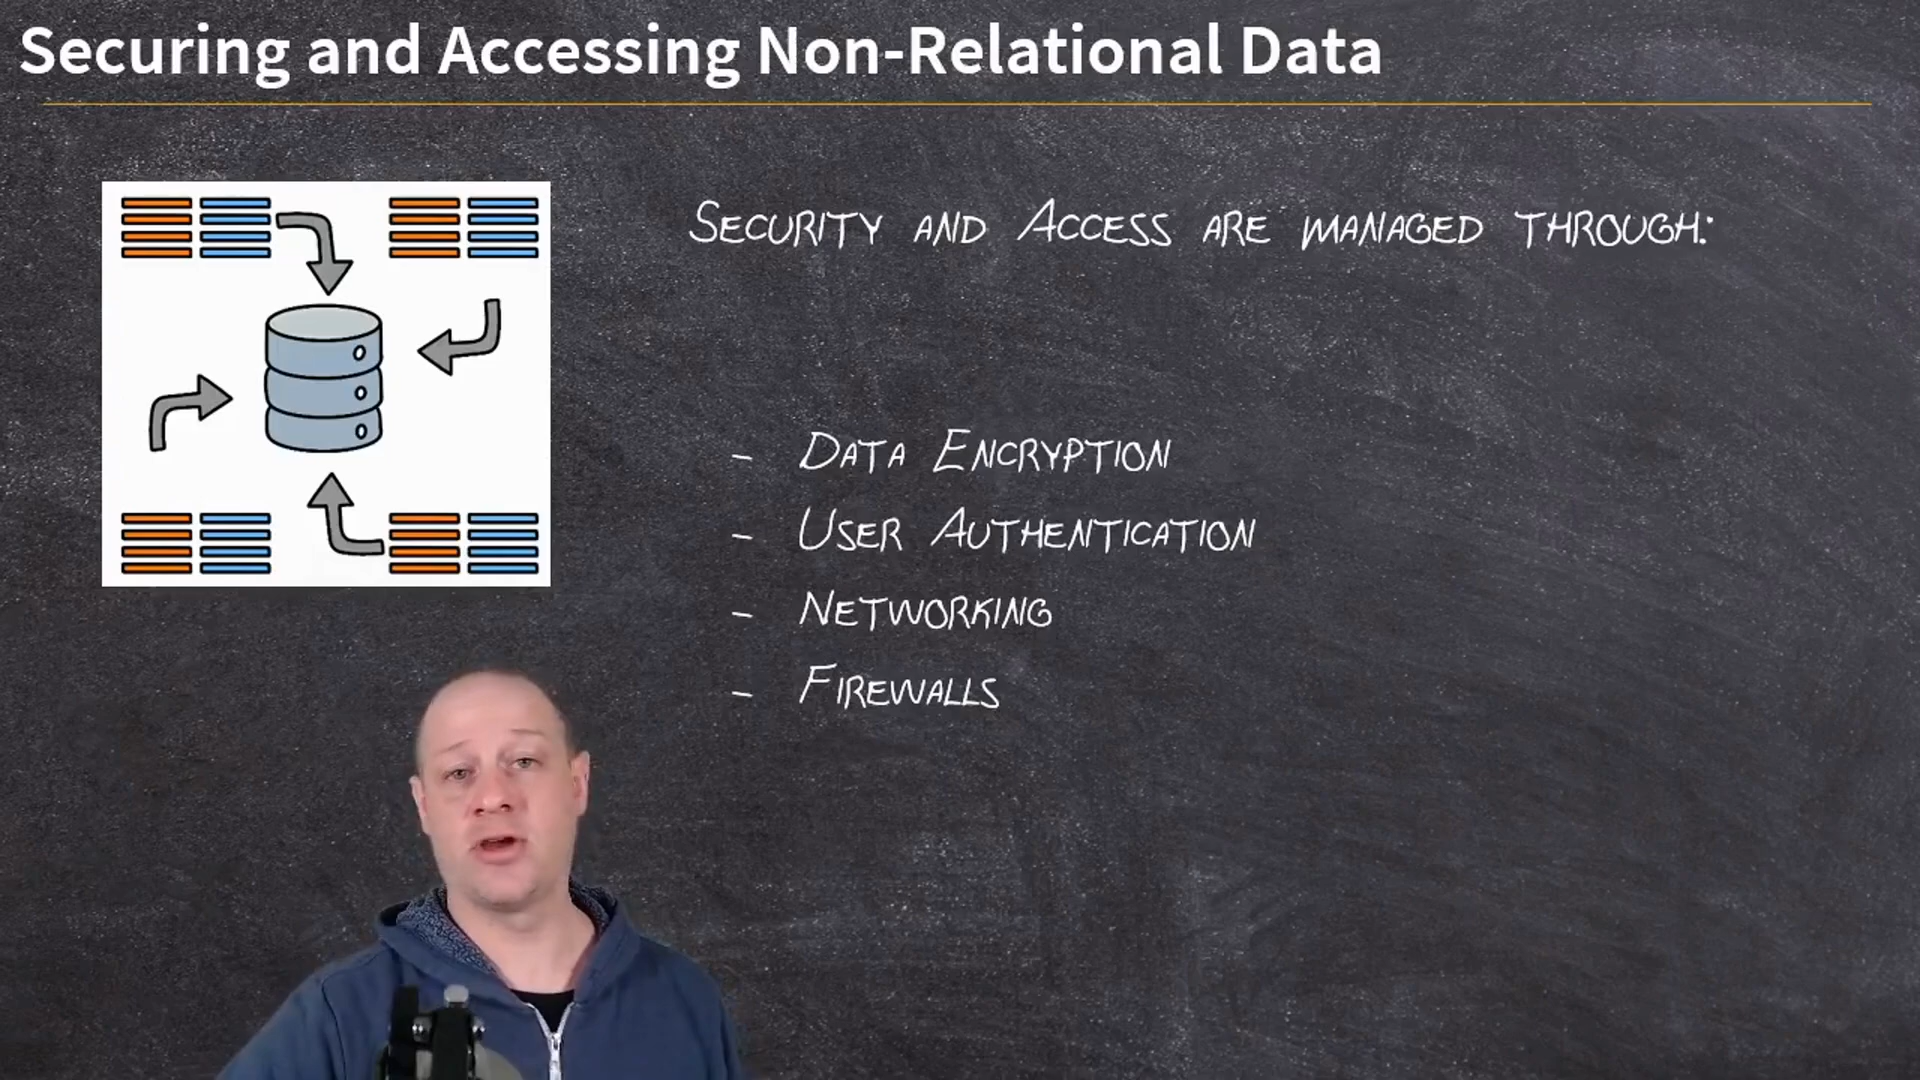 Securing and Accessing Non-Relational Data
Security and Access are managed through:
- Data Encryption
- User Authentication
- Networking
- Firewalls